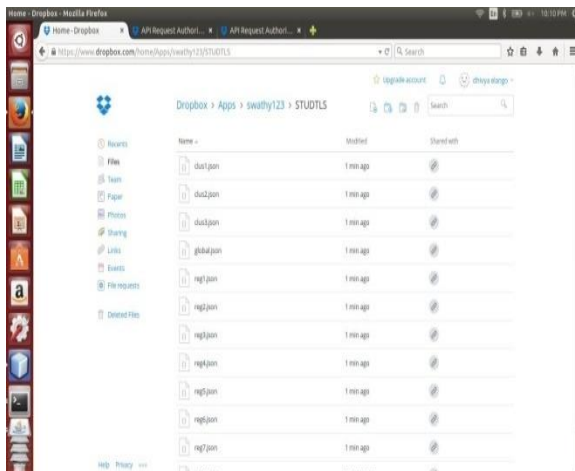 Home - Dropbox - Mozilla Firefox
10:10 PM
Home - Dropbox
API Request Authori...
API Request Authori...
https://www.dropbox.com/home/Apps/swathy123/STUDTLS
Search
Upgrade account
dhivya elango
Dropbox > Apps > swathy123 > STUDTLS
Search
Recents
Files
Team
Paper
Photos
Sharing
Links
Events
File requests
Deleted Files
Name
Modified
Shared with
clus1.json
1 min ago
clus2.json
1 min ago
clus3.json
1 min ago
global.json
1 min ago
reg1.json
1 min ago
reg2.json
1 min ago
reg3.json
1 min ago
reg4.json
1 min ago
reg5.json
1 min ago
reg6.json
1 min ago
reg7.json
1 min ago
Help
Privacy